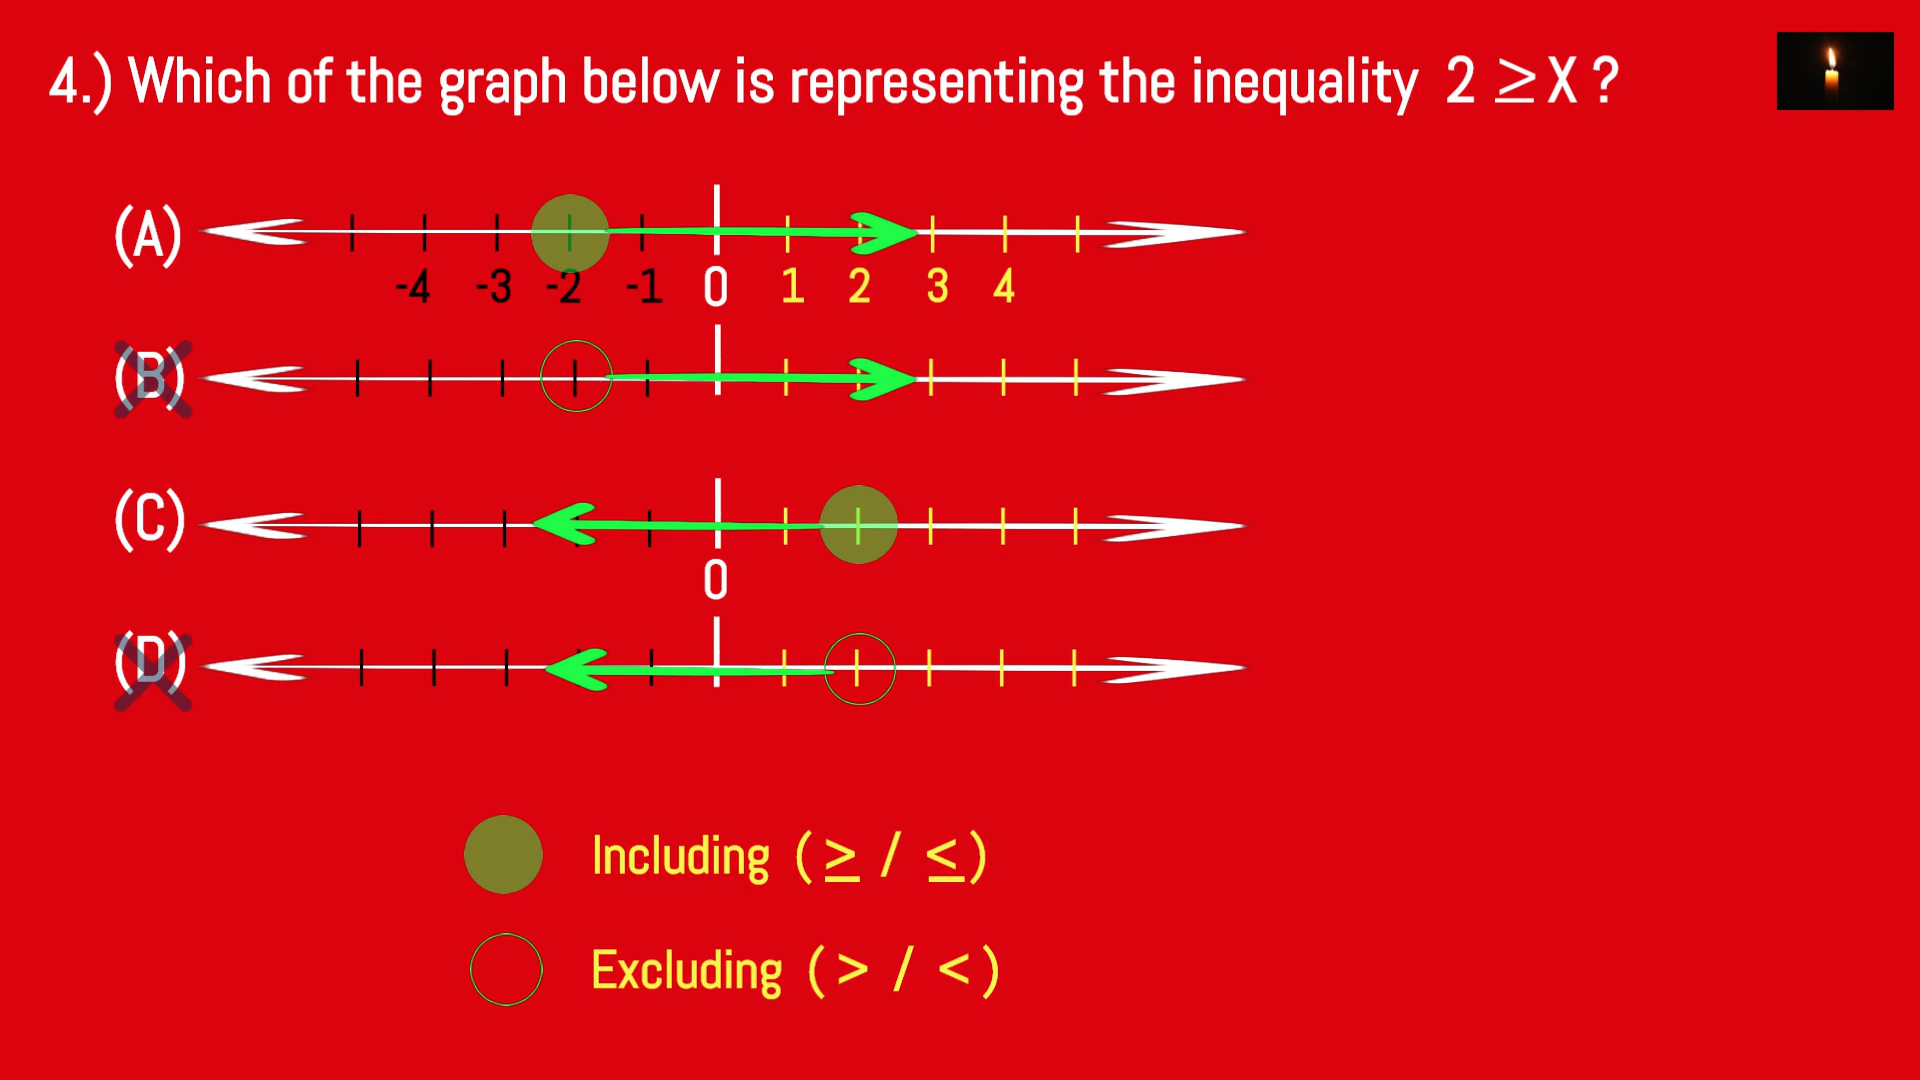 4.) Which of the graph below is representing the inequality 2 ≥ X ?
(A)
-4 -3 -2 -1 0 1 2 3 4
(B)
(C)
0
(D)
Including ( ≥ / ≤ )
Excluding ( > / < )